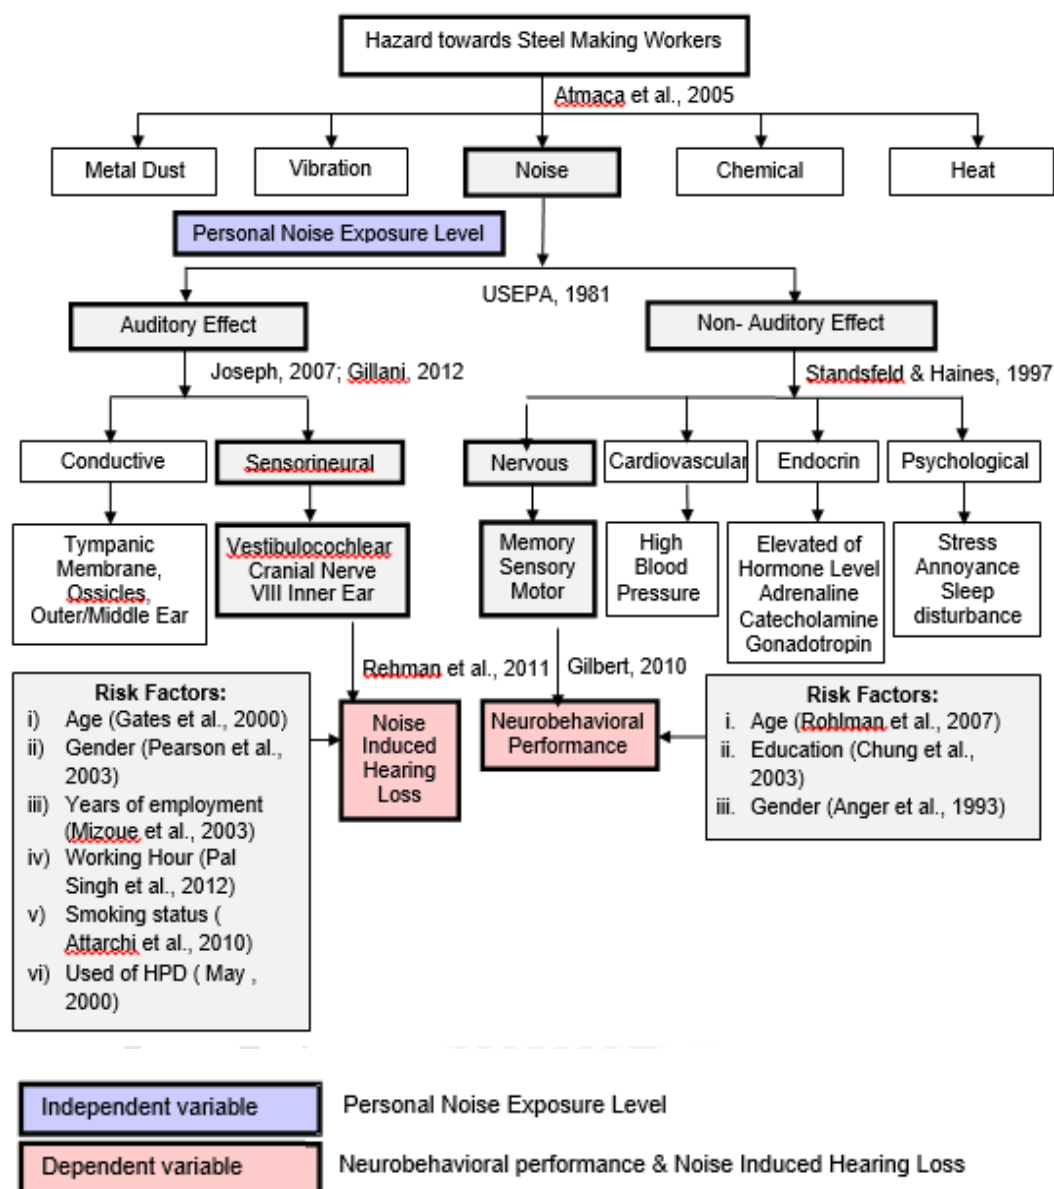 Hazard towards Steel Making Workers
Atmaca et al., 2005
Metal Dust
Vibration
Noise
Chemical
Heat
Personal Noise Exposure Level
USEPA, 1981
Auditory Effect
Non- Auditory Effect
Joseph, 2007; Gillani, 2012
Standsfeld & Haines, 1997
Conductive
Sensorineural
Nervous
Cardiovascular
Endocrin
Psychological
Tympanic
Membrane,
Ossicles,
Outer/Middle Ear
Vestibulocochlear
Cranial Nerve
VIII Inner Ear
Memory
Sensory
Motor
High
Blood
Pressure
Elevated of
Hormone Level
Adrenaline
Catecholamine
Gonadotropin
Stress
Annoyance
Sleep
disturbance
Rehman et al., 2011
Gilbert, 2010
Risk Factors:
i) Age (Gates et al., 2000)
ii) Gender (Pearson et al.,
2003)
iii) Years of employment
(Mizoue et al., 2003)
iv) Working Hour (Pal
Singh et al., 2012)
v) Smoking status (
Attarchi et al., 2010)
vi) Used of HPD ( May ,
2000)
Noise
Induced
Hearing
Loss
Neurobehavioral
Performance
Risk Factors:
i. Age (Rohlman et al., 2007)
ii. Education (Chung et al.,
2003)
iii. Gender (Anger et al., 1993)
Independent variable
Personal Noise Exposure Level
Dependent variable
Neurobehavioral performance & Noise Induced Hearing Loss